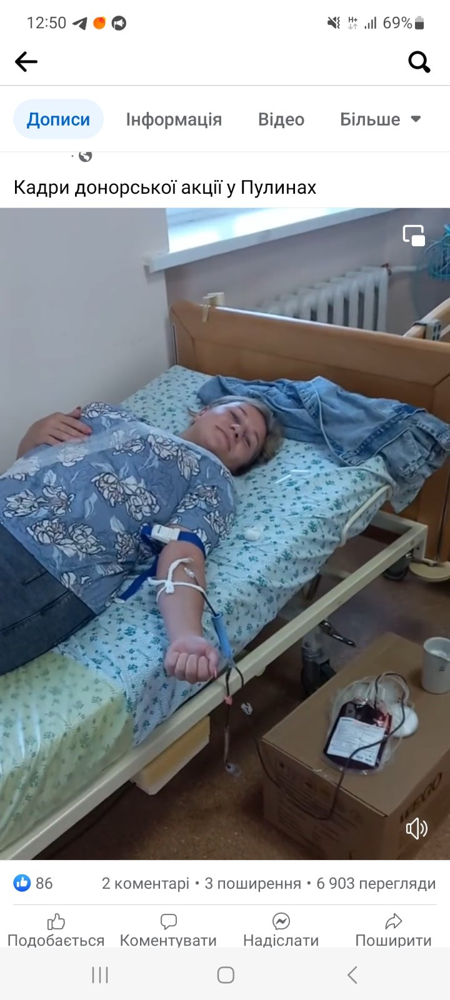 12:50 H+ 69%
Дописи Інформація Відео Більше
Кадри донорської акції у Пулинах
WEGO
86 2 коментарі • 3 поширення • 6 903 перегляди
Подобається Коментувати Надіслати Поширити